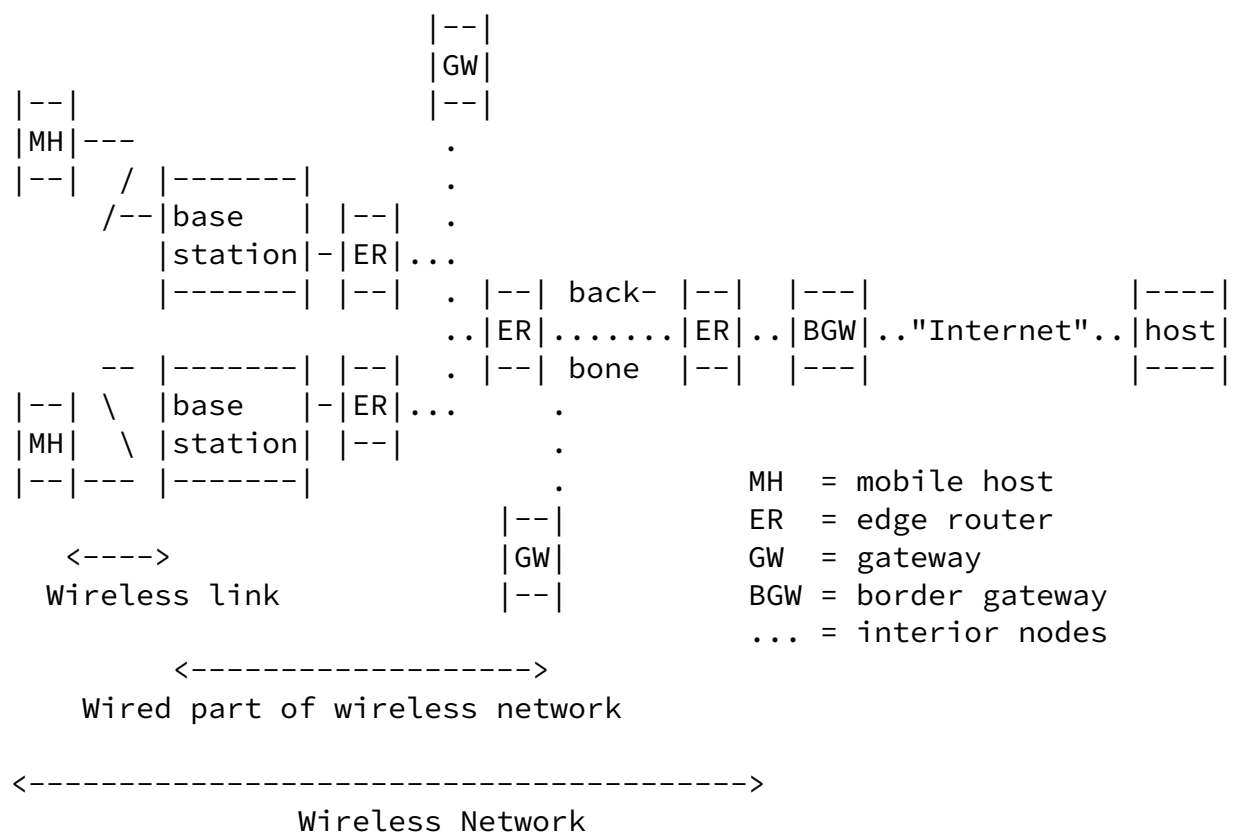 |--|
                       |GW|
|--|                   |--|
|MH|---                 .
|--|  / |-------|       .
     /--|base   | |--|  .
        |station|-|ER|...
        |-------| |--|  . |--| back- |--|  |---|              |----|
                        ..|ER|.......|ER|..|BGW|.."Internet"..|host|
     -- |-------| |--|  . |--| bone  |--|  |---|              |----|
|--| \  |base   |-|ER|...     .
|MH|  \ |station| |--|        .
|--|--- |-------|             .          MH  = mobile host
                           |--|          ER  = edge router
   <---->                  |GW|          GW  = gateway
  Wireless link            |--|          BGW = border gateway
                                         ... = interior nodes
         <------------------->
    Wired part of wireless network

<---------------------------------------->
                Wireless Network